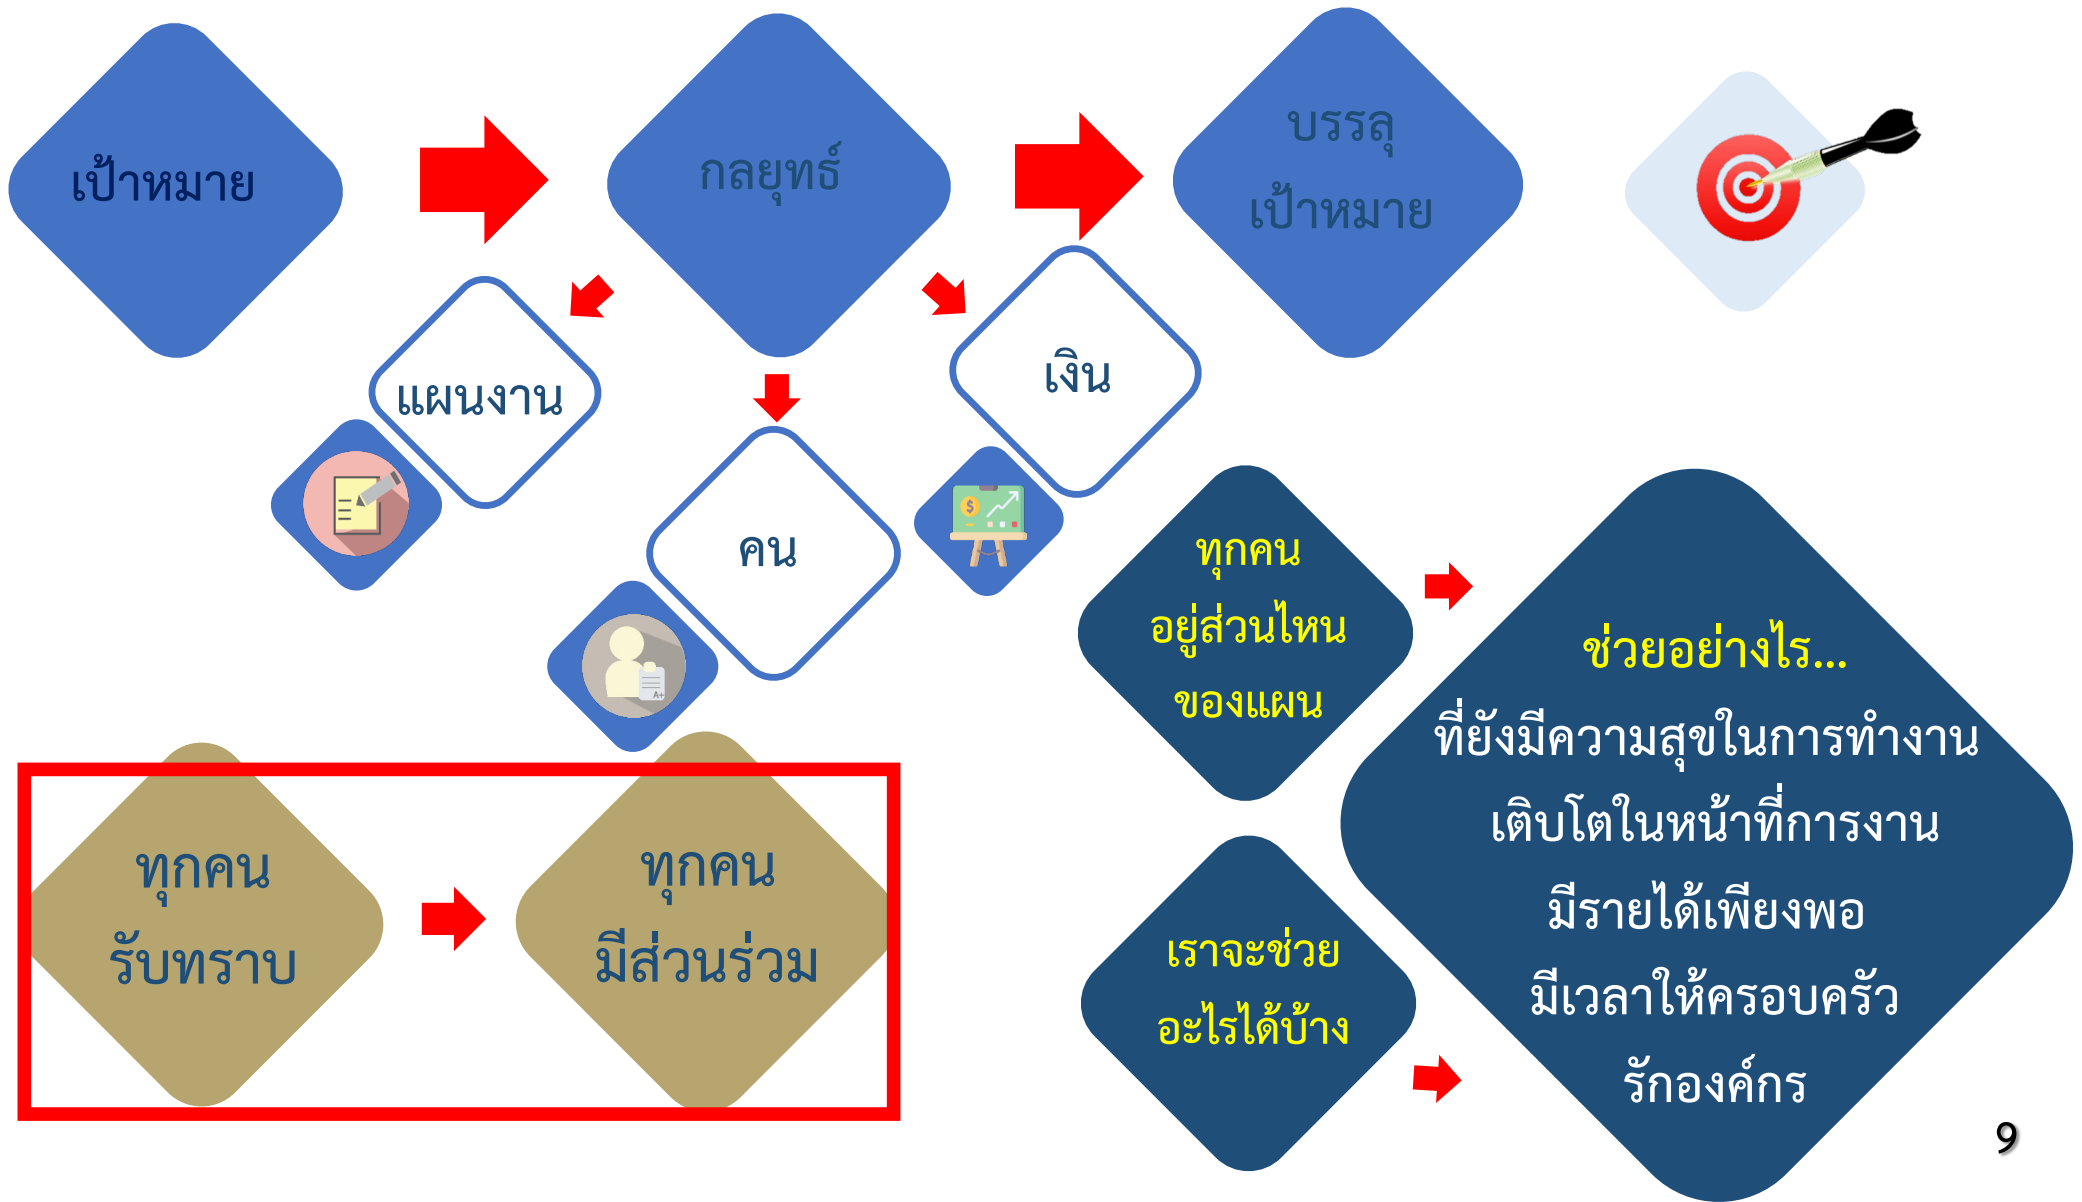 เป้าหมาย
กลยุทธ์
บรรลุ
เป้าหมาย
แผนงาน
คน
เงิน
$
A+
ทุกคน
รับทราบ
ทุกคน
มีส่วนร่วม
ทุกคน
อยู่ส่วนไหน
ของแผน
เราจะช่วย
อะไรได้บ้าง
ช่วยอย่างไร...
ที่ยังมีความสุขในการทำงาน
เติบโตในหน้าที่การงาน
มีรายได้เพียงพอ
มีเวลาให้ครอบครัว
รักองค์กร
9